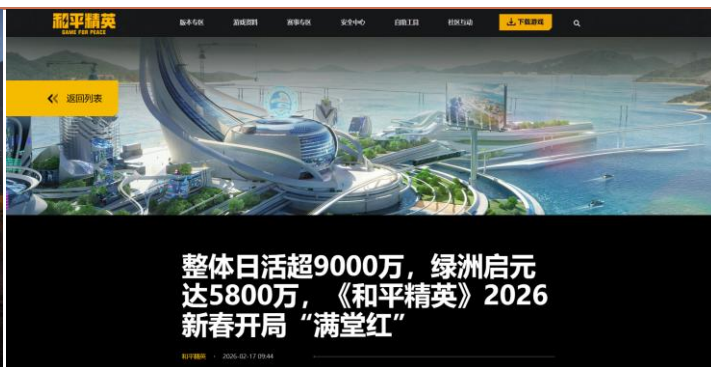 和平精英
GAME FOR PEACE
版本专区 游戏资料 赛事专区 安全中心 自助工具 社区互动 下载游戏
返回列表
整体日活超9000万，绿洲启元
达5800万，《和平精英》2026
新春开局“满堂红”
和平精英 · 2026-02-17 09:44